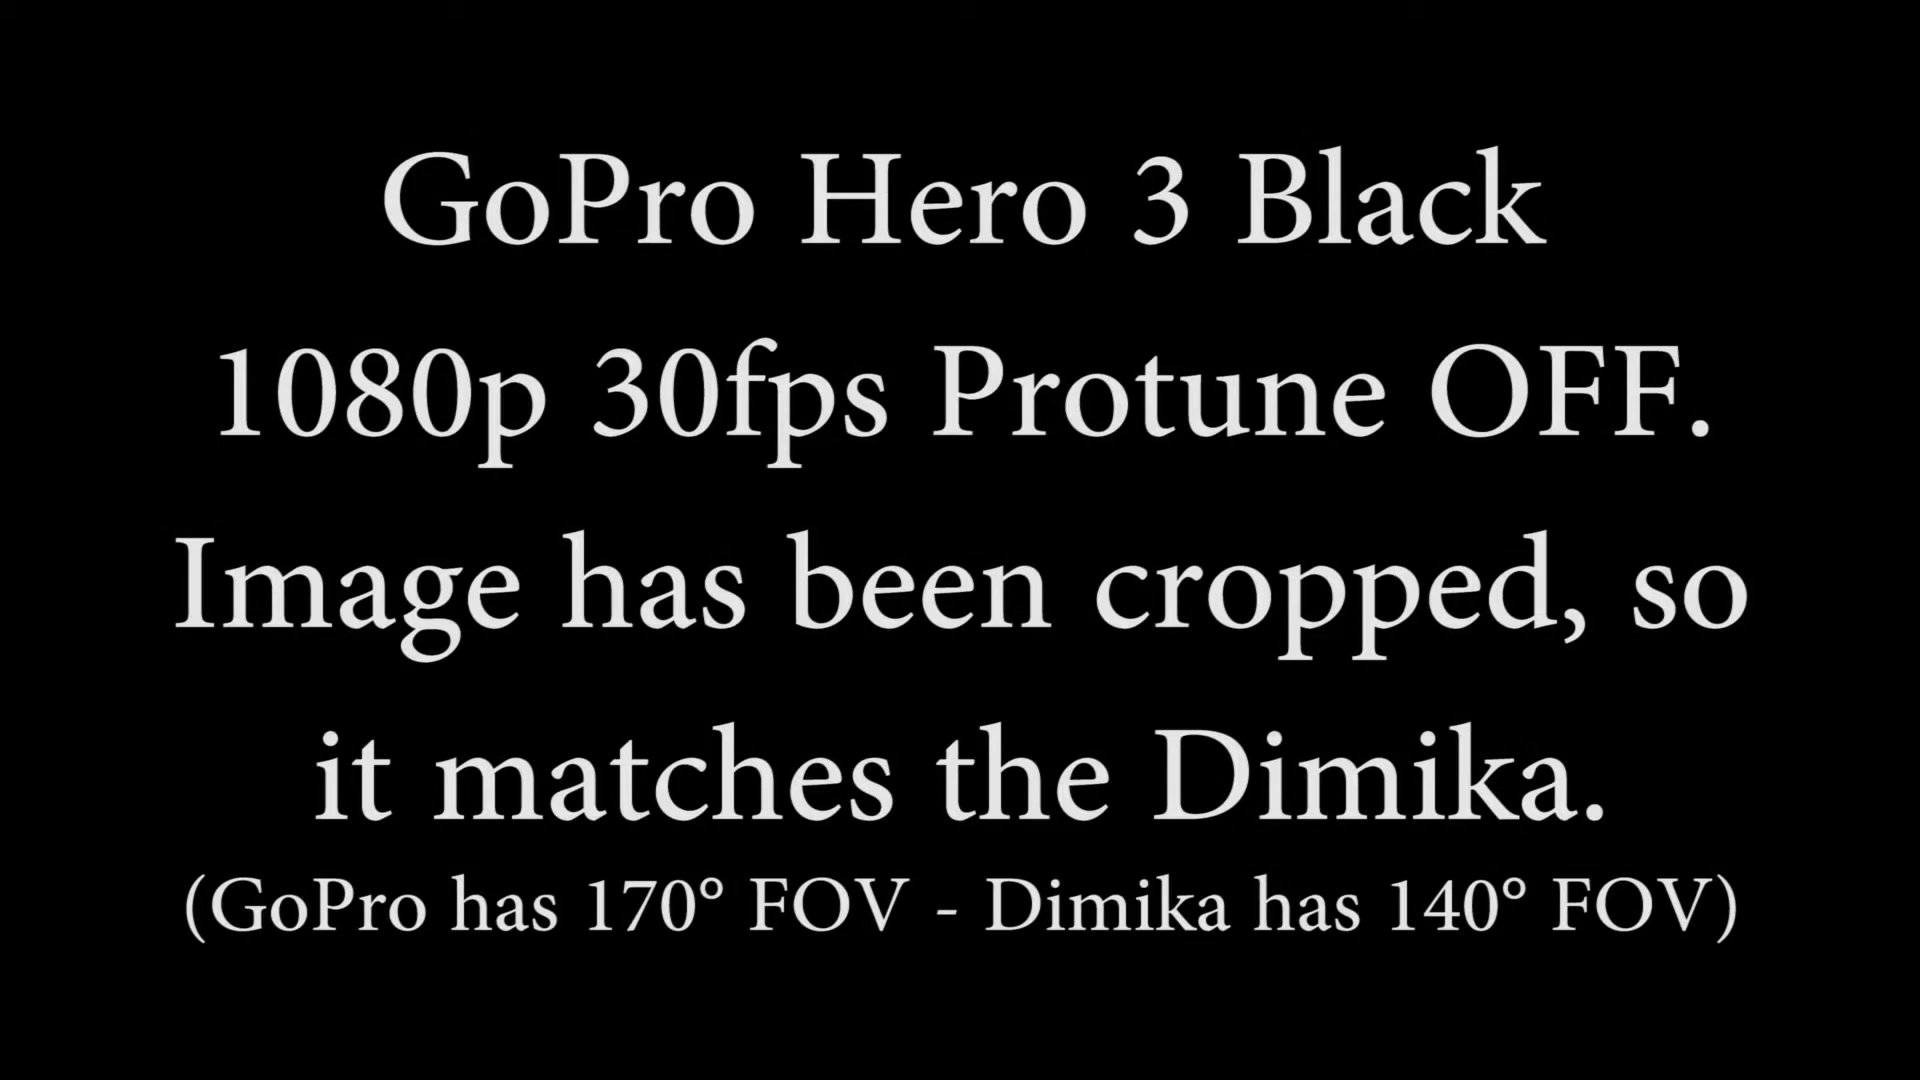 GoPro Hero 3 Black
1080p 30fps Protune OFF.
Image has been cropped, so
it matches the Dimika.
(GoPro has 170° FOV - Dimika has 140° FOV)